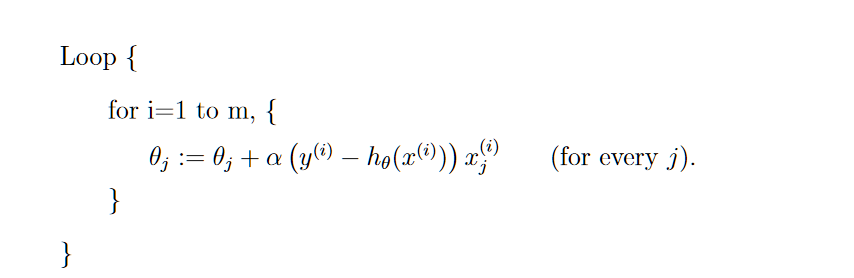 Loop {
for i=1 to m, {
θ_j := θ_j + α (y^(i) − h_θ(x^(i))) x_j^(i) (for every j).
}
}